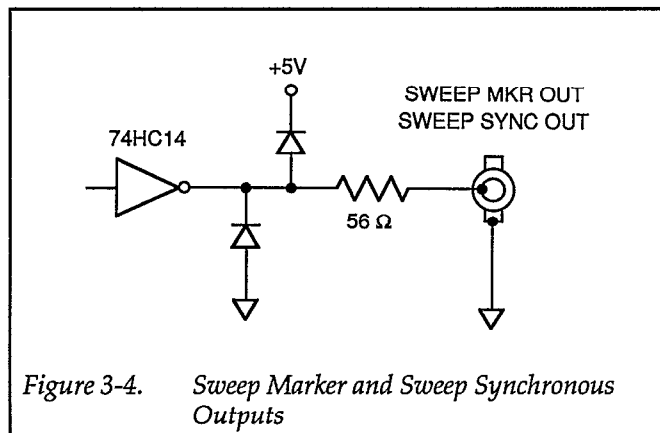 +5V
SWEEP MKR OUT
SWEEP SYNC OUT
74HC14
56 Ω
Figure 3-4. Sweep Marker and Sweep Synchronous
Outputs